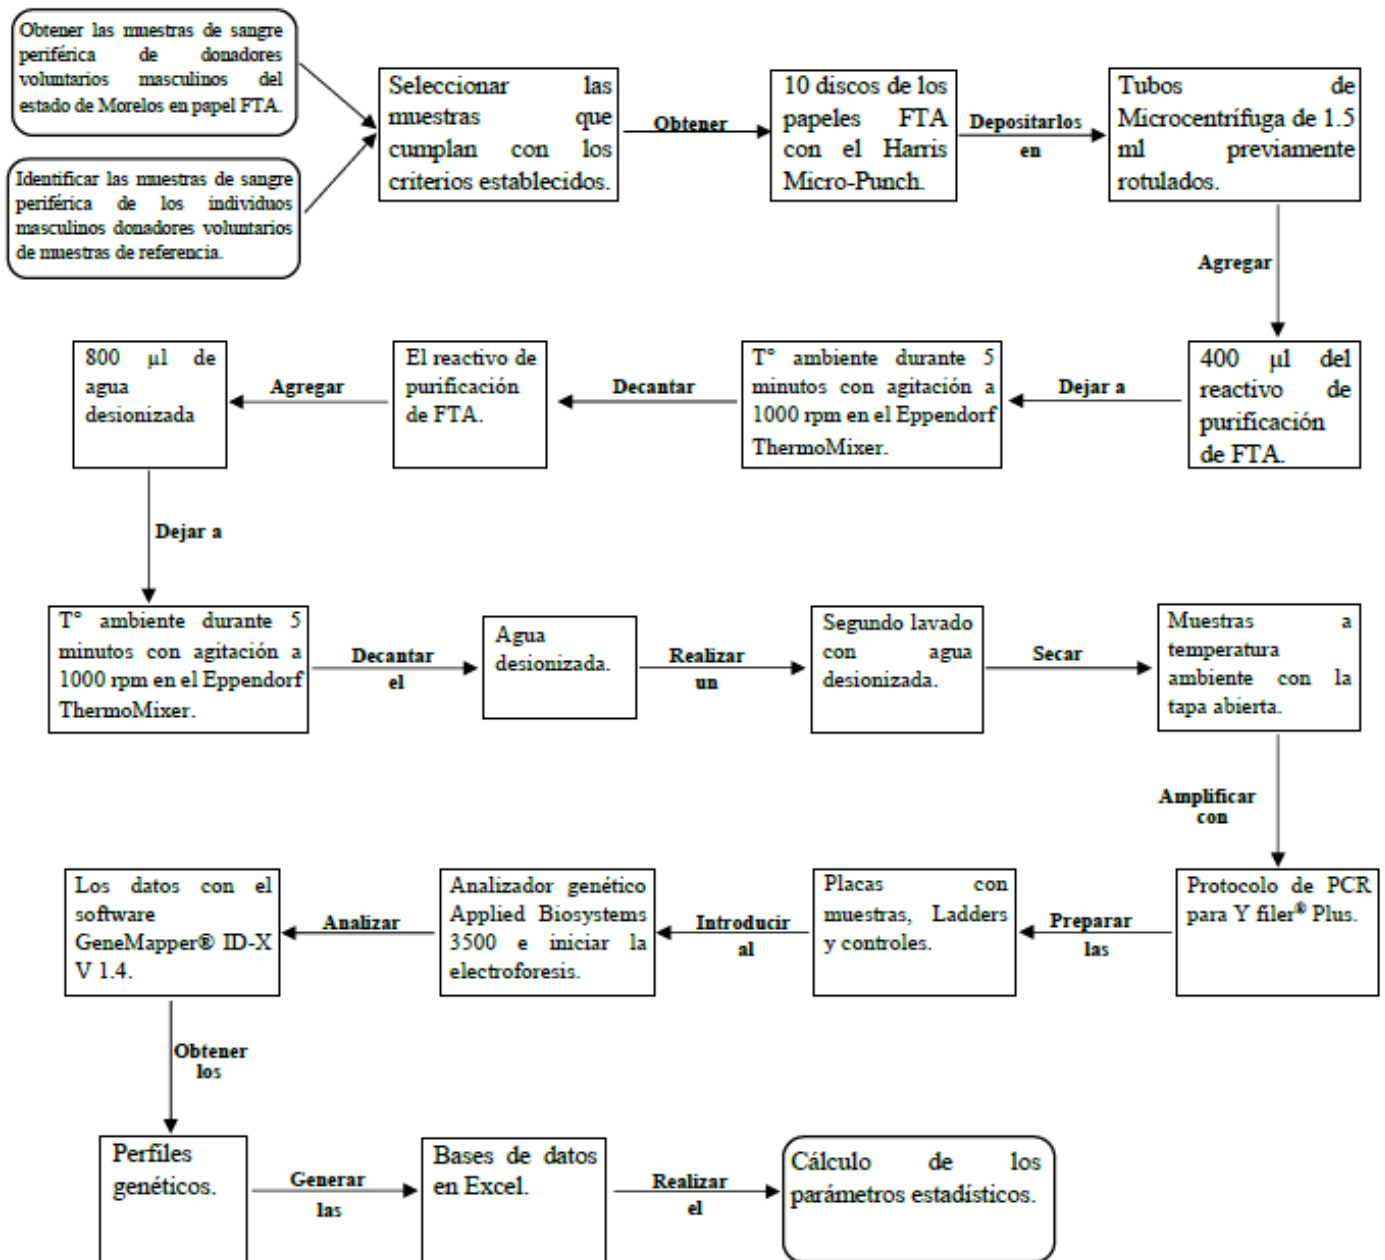 Obtener las muestras de sangre
periférica de donadores
voluntarios masculinos del
estado de Morelos en papel FTA.
Identificar las muestras de sangre
periférica de los individuos
masculinos donadores voluntarios
de muestras de referencia.
Seleccionar las
muestras que
cumplan con los
criterios establecidos.
Obtener
10 discos de los
papeles FTA
con el Harris
Micro-Punch.
Depositarlos
en
Tubos de
Microcentrífuga de 1.5
ml previamente
rotulados.
Agregar
400 µl del
reactivo de
purificación
de FTA.
Dejar a
T° ambiente durante 5
minutos con agitación a
1000 rpm en el Eppendorf
ThermoMixer.
Decantar
El reactivo de
purificación
de FTA.
Agregar
800 µl de
agua
desionizada
Dejar a
T° ambiente durante 5
minutos con agitación a
1000 rpm en el Eppendorf
ThermoMixer.
Decantar
el
Agua
desionizada.
Realizar
un
Segundo lavado
con agua
desionizada.
Secar
Muestras a
temperatura
ambiente con la
tapa abierta.
Amplificar
con
Protocolo de PCR
para Y filer® Plus.
Preparar
las
Placas con
muestras, Ladders
y controles.
Introducir
al
Analizador genético
Applied Biosystems
3500 e iniciar la
electroforesis.
Analizar
Los datos con el
software
GeneMapper® ID-X
V 1.4.
Obtener
los
Perfiles
genéticos.
Generar
las
Bases de datos
en Excel.
Realizar
el
Cálculo de los
parámetros estadísticos.